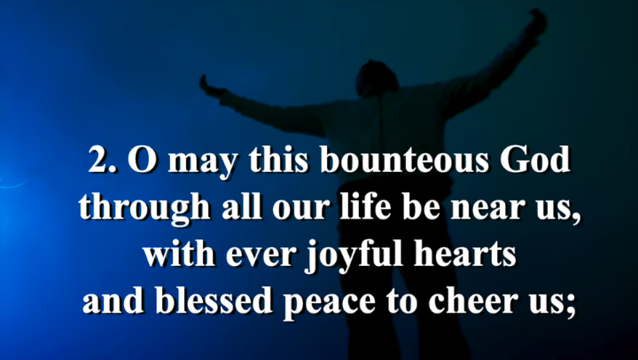 2. O may this bounteous God
through all our life be near us,
with ever joyful hearts
and blessed peace to cheer us;